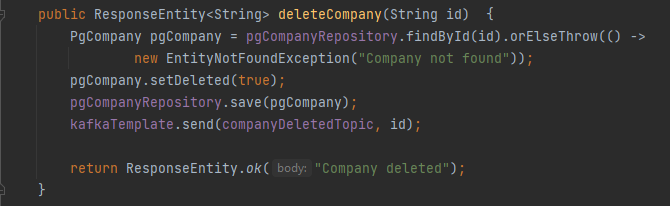 public ResponseEntity<String> deleteCompany(String id)  {
PgCompany pgCompany = pgCompanyRepository.findById(id).orElseThrow(() ->
new EntityNotFoundException("Company not found"));
pgCompany.setDeleted(true);
pgCompanyRepository.save(pgCompany);
kafkaTemplate.send(companyDeletedTopic, id);
return ResponseEntity.ok( body: "Company deleted");
}